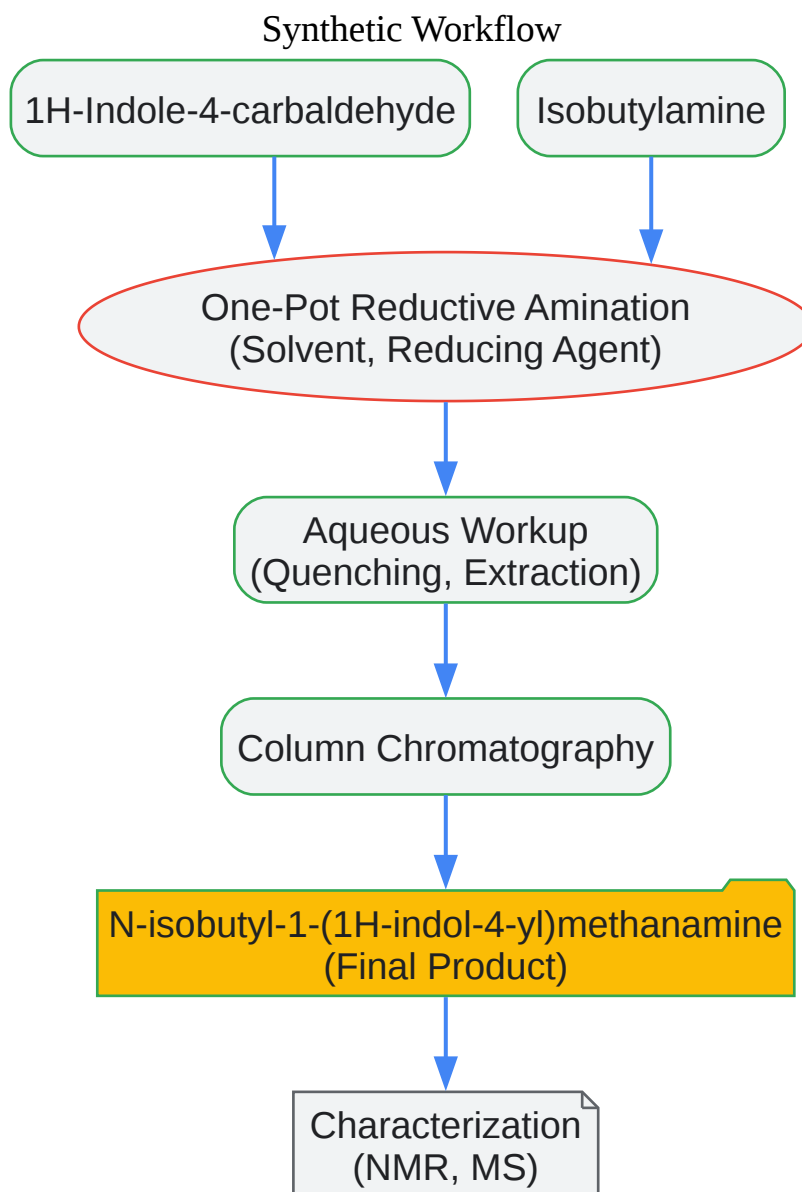 Synthetic Workflow
1H-Indole-4-carbaldehyde
Isobutylamine
One-Pot Reductive Amination
(Solvent, Reducing Agent)
Aqueous Workup
(Quenching, Extraction)
Column Chromatography
N-isobutyl-1-(1H-indol-4-yl)methanamine
(Final Product)
Characterization
(NMR, MS)